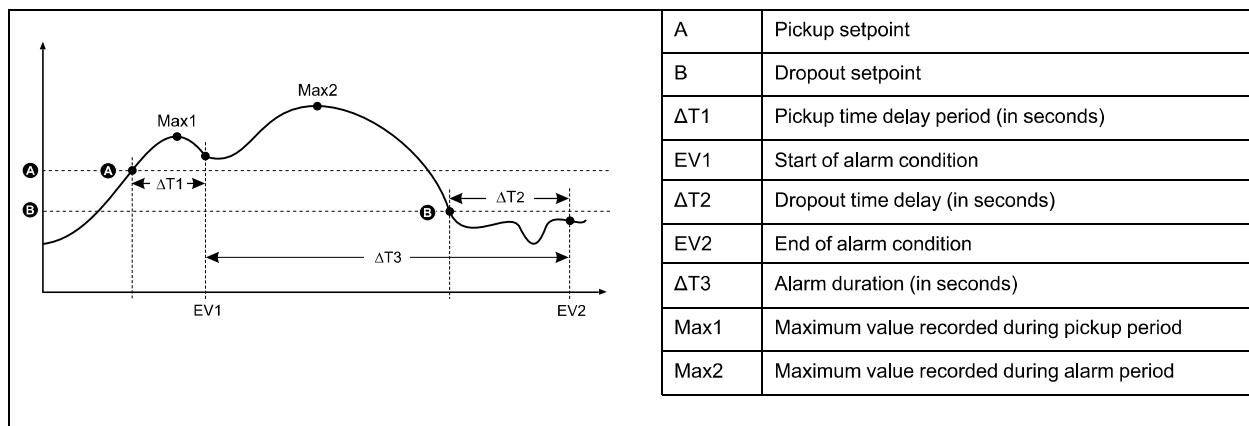 Max2
Max1
A
A
ΔT1
B
B
ΔT2
ΔT3
EV1
EV2
A Pickup setpoint
B Dropout setpoint
ΔT1 Pickup time delay period (in seconds)
EV1 Start of alarm condition
ΔT2 Dropout time delay (in seconds)
EV2 End of alarm condition
ΔT3 Alarm duration (in seconds)
Max1 Maximum value recorded during pickup period
Max2 Maximum value recorded during alarm period